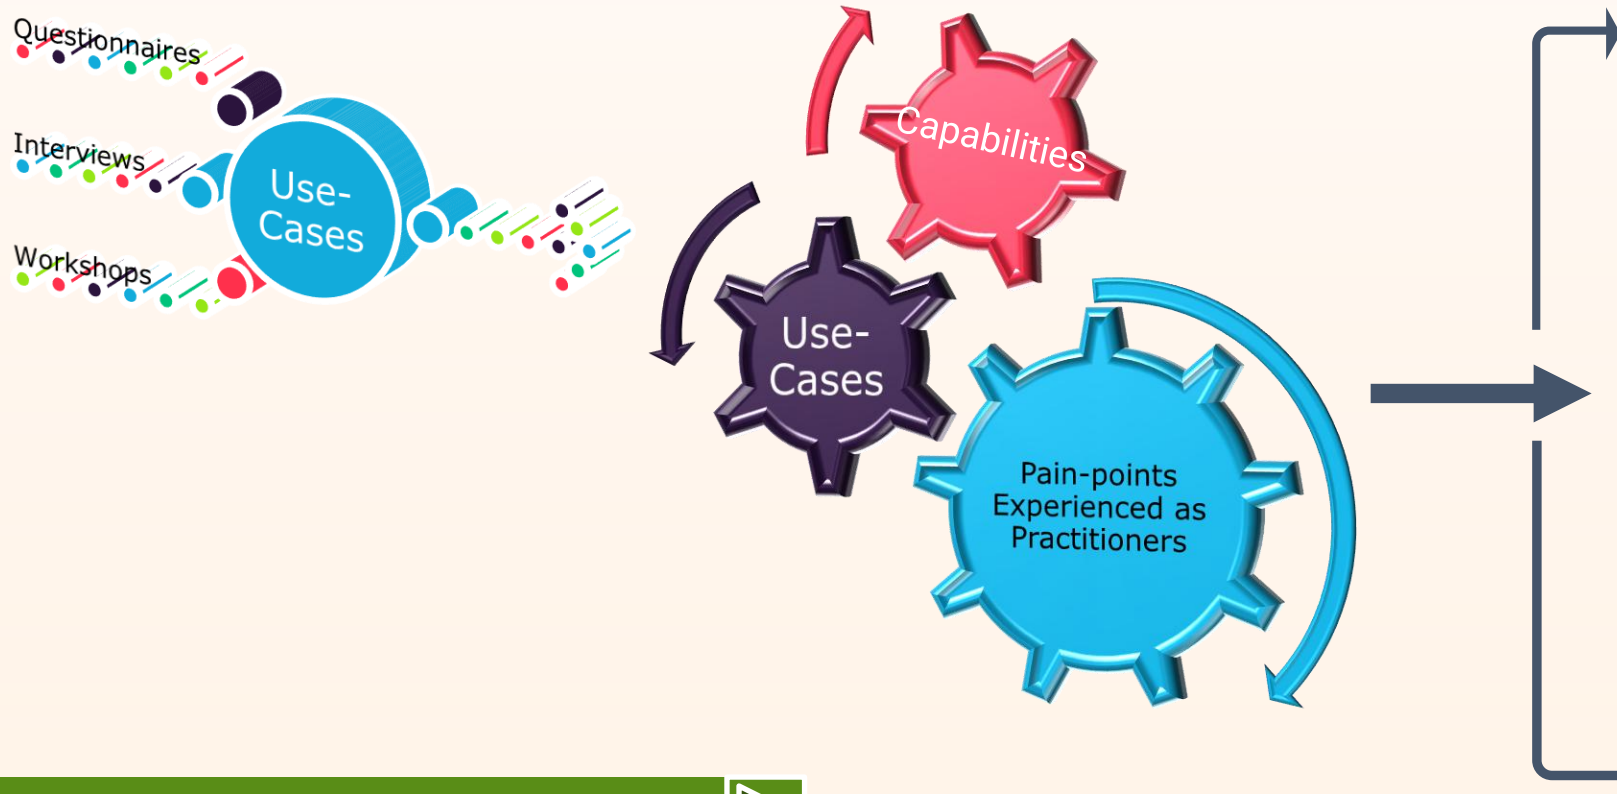 Questionnaires
Interviews
Workshops
Use-
Cases
Capabilities
Use-
Cases
Pain-points
Experienced as
Practitioners